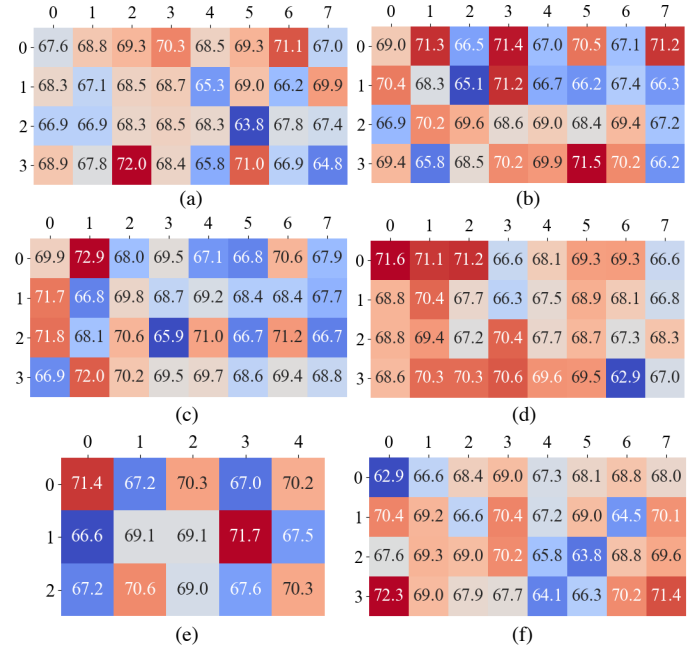 0 1 2 3 4 5 6 7
0 67.6 68.8 69.3 70.3 68.5 69.3 71.1 67.0
1 68.3 67.1 68.5 68.7 65.3 69.0 66.2 69.9
2 66.9 66.9 68.3 68.5 68.3 63.8 67.8 67.4
3 68.9 67.8 72.0 68.4 65.8 71.0 66.9 64.8
(a)
0 1 2 3 4 5 6 7
0 69.0 71.3 66.5 71.4 67.0 70.5 67.1 71.2
1 70.4 68.3 65.1 71.2 66.7 66.2 67.4 66.3
2 66.9 70.2 69.6 68.6 69.0 68.4 69.4 67.2
3 69.4 65.8 68.5 70.2 69.9 71.5 70.2 66.2
(b)
0 1 2 3 4 5 6 7
0 69.9 72.9 68.0 69.5 67.1 66.8 70.6 67.9
1 71.7 66.8 69.8 68.7 69.2 68.4 68.4 67.7
2 71.8 68.1 70.6 65.9 71.0 66.7 71.2 66.7
3 66.9 72.0 70.2 69.5 69.7 68.6 69.4 68.8
(c)
0 1 2 3 4 5 6 7
0 71.6 71.1 71.2 66.6 68.1 69.3 69.3 66.6
1 68.8 70.4 67.7 66.3 67.5 68.9 68.1 66.8
2 68.8 69.4 67.2 70.4 67.7 68.7 67.3 68.3
3 68.6 70.3 70.3 70.6 69.6 69.5 62.9 67.0
(d)
0 1 2 3 4
0 71.4 67.2 70.3 67.0 70.2
1 66.6 69.1 69.1 71.7 67.5
2 67.2 70.6 69.0 67.6 70.3
(e)
0 1 2 3 4 5 6 7
0 62.9 66.6 68.4 69.0 67.3 68.1 68.8 68.0
1 70.4 69.2 66.6 70.4 67.2 69.0 64.5 70.1
2 67.6 69.3 69.0 70.2 65.8 63.8 68.8 69.6
3 72.3 69.0 67.9 67.7 64.1 66.3 70.2 71.4
(f)